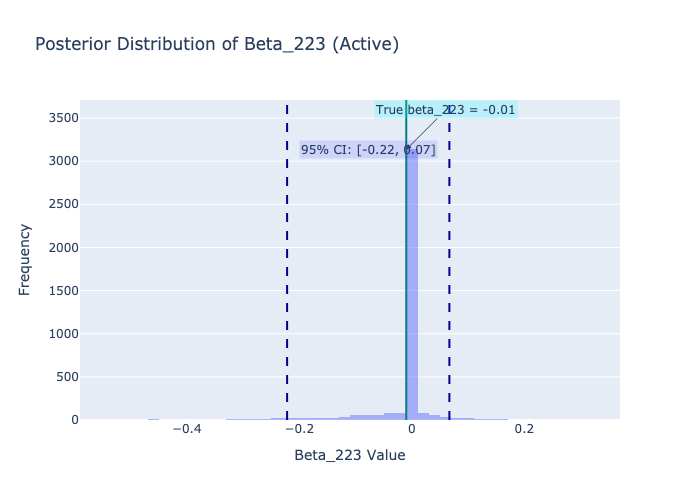 Posterior Distribution of Beta_223 (Active)
True beta_223 = -0.01
95% CI: [-0.22, 0.07]
3500
3000
2500
2000
1500
1000
500
0
Frequency
−0.4
−0.2
0
0.2
Beta_223 Value